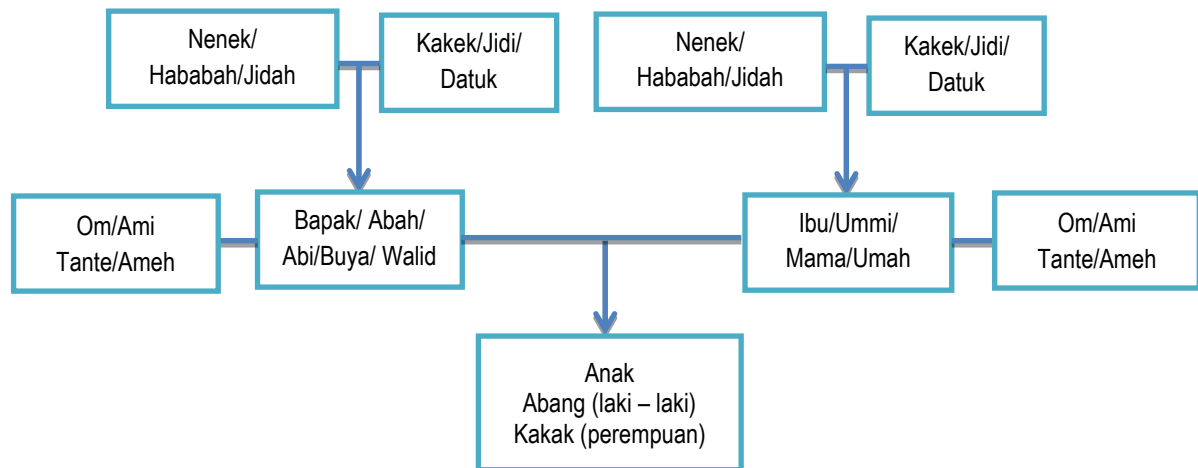 Nenek/
Hababah/Jidah
Kakek/Jidi/
Datuk
Nenek/
Hababah/Jidah
Kakek/Jidi/
Datuk
Om/Ami
Tante/Ameh
Bapak/ Abah/
Abi/Buya/ Walid
Ibu/Ummi/
Mama/Umah
Om/Ami
Tante/Ameh
Anak
Abang (laki – laki)
Kakak (perempuan)